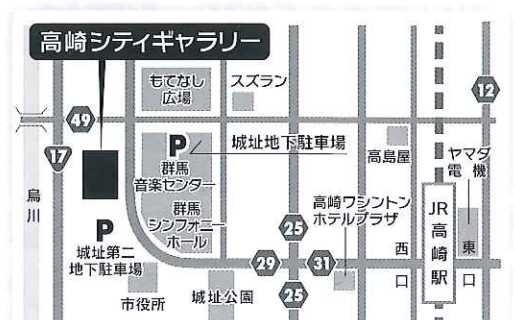 高崎シティギャラリー
もてなし
広場
スズラン
12
49
P
城址地下駐車場
高島屋
ヤマダ
電機
17
群馬
音楽センター
烏
川
高崎ワシントン
ホテルプラザ
JR
高
崎
駅
P
群馬
シンフォニー
ホール
25
西
口
東
口
城址第二
地下駐車場
29
31
市役所
城址公園
25